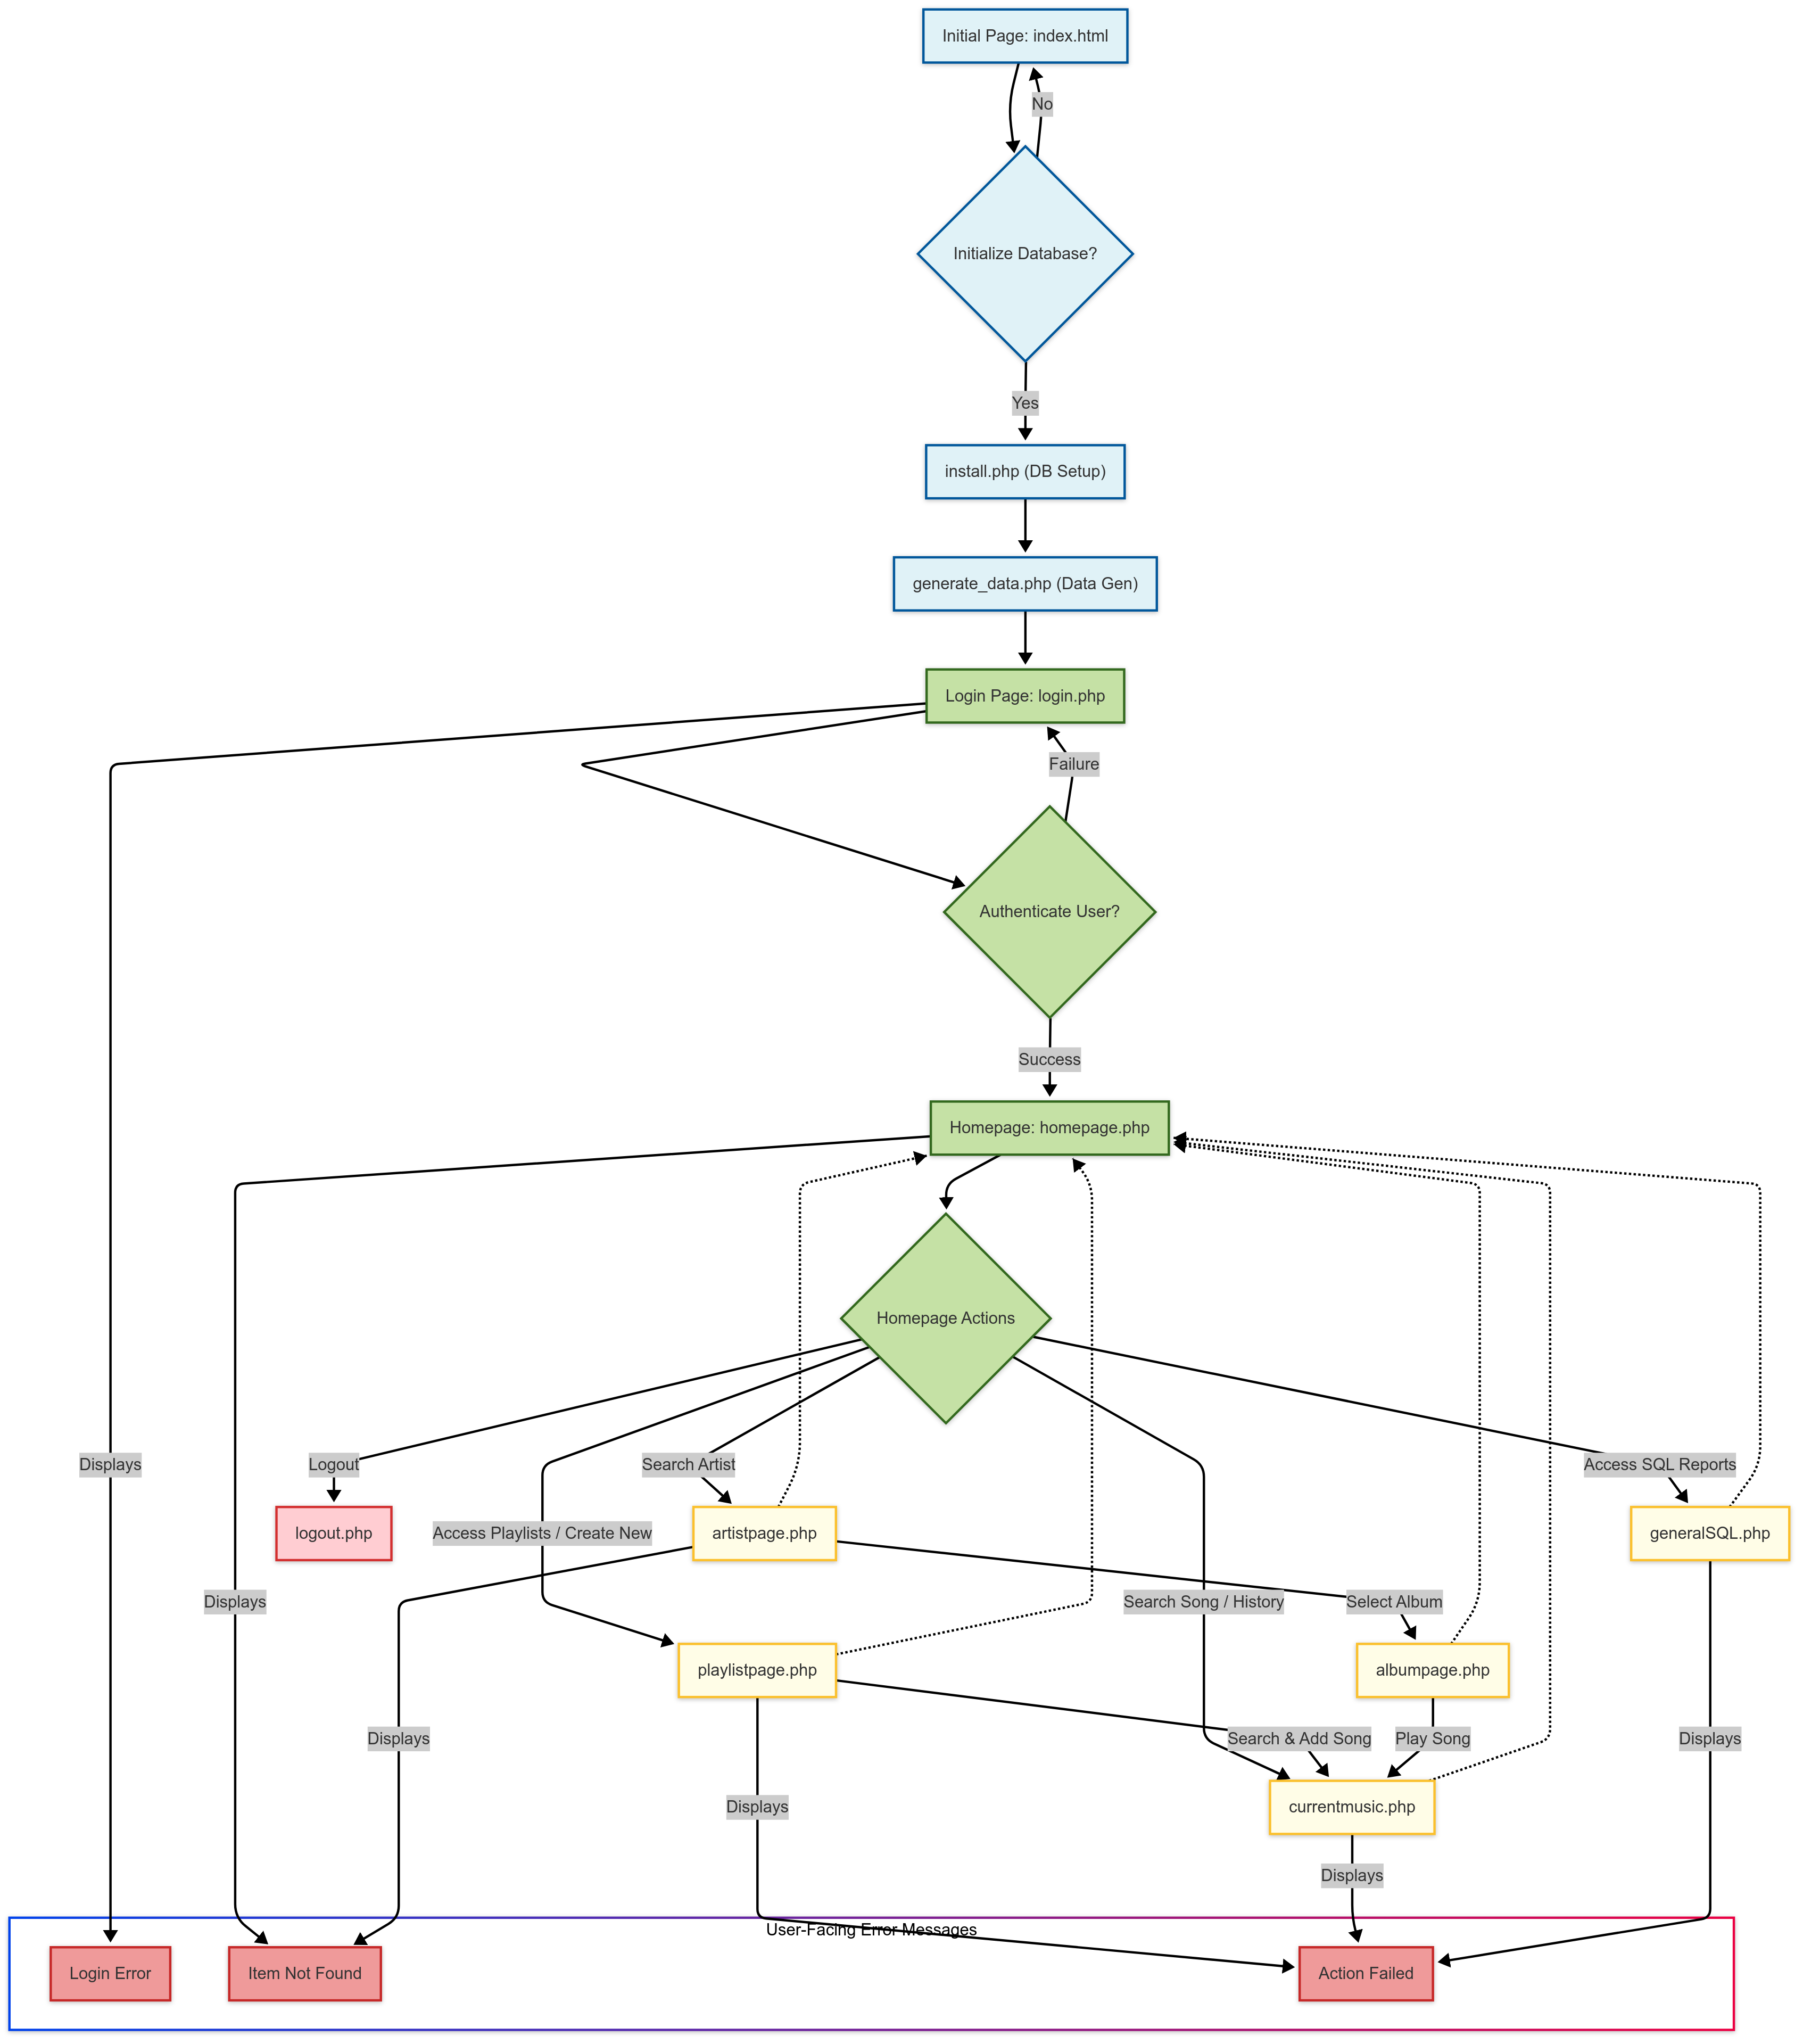 Initial Page: index.html
No
Initialize Database?
Yes
install.php (DB Setup)
generate_data.php (Data Gen)
Login Page: login.php
Failure
Authenticate User?
Success
Homepage: homepage.php
Homepage Actions
Displays
Logout
Search Artist
Access SQL Reports
logout.php
Access Playlists / Create New
artistpage.php
generalSQL.php
Displays
Search Song / History
Select Album
playlistpage.php
albumpage.php
Displays
Search & Add Song
Play Song
Displays
Displays
currentmusic.php
Displays
User-Facing Error Messages
Login Error
Item Not Found
Action Failed